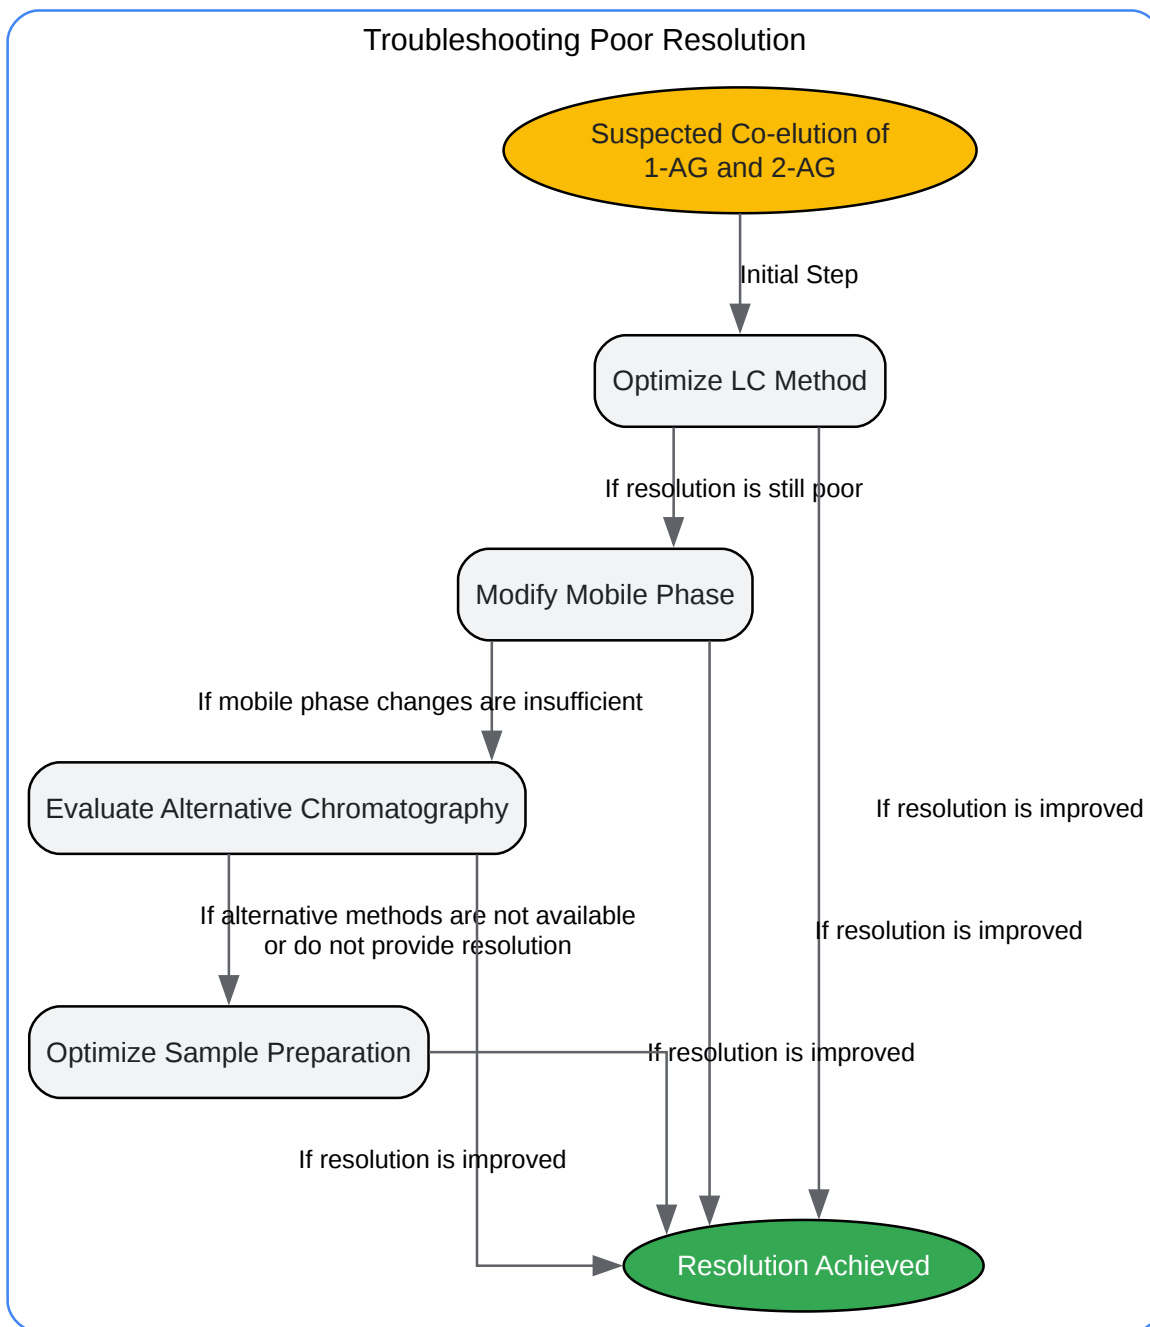 Troubleshooting Poor Resolution
Suspected Co-elution of
1-AG and 2-AG
Initial Step
Optimize LC Method
If resolution is still poor
Modify Mobile Phase
If mobile phase changes are insufficient
Evaluate Alternative Chromatography
If resolution is improved
If alternative methods are not available
or do not provide resolution
If resolution is improved
Optimize Sample Preparation
If resolution is improved
If resolution is improved
Resolution Achieved